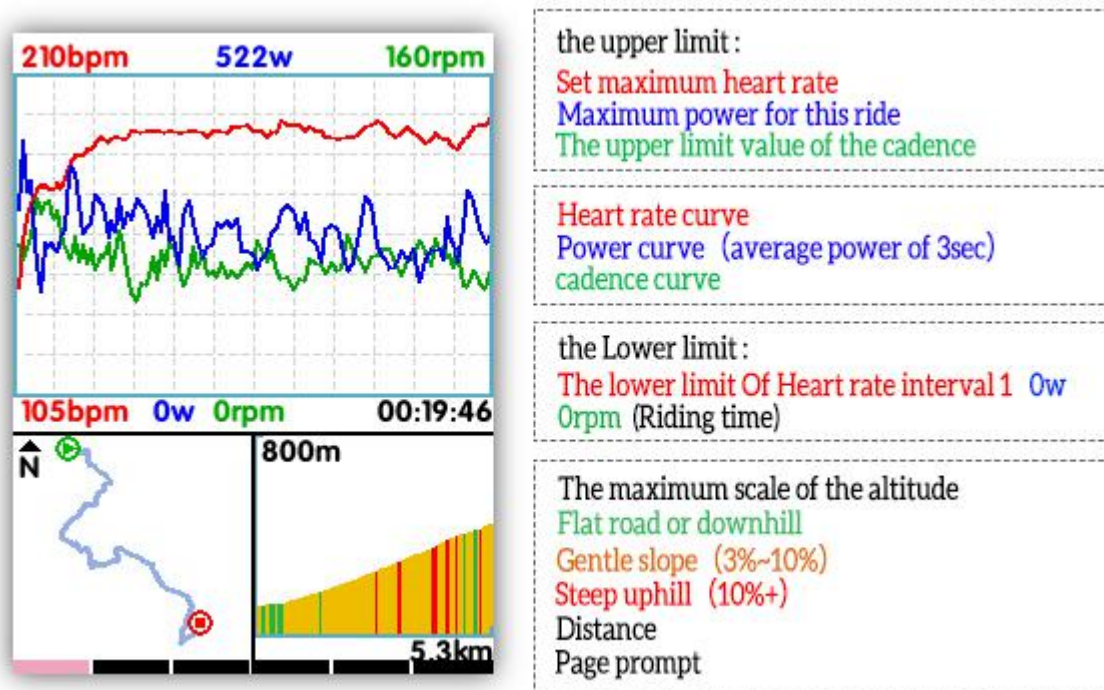 210bpm 522w 160rpm
105bpm 0w 0rpm 00:19:46
N
800m
5.3km
the upper limit :
Set maximum heart rate
Maximum power for this ride
The upper limit value of the cadence
Heart rate curve
Power curve (average power of 3sec)
cadence curve
the Lower limit :
The lower limit Of Heart rate interval 1 0w
0rpm (Riding time)
The maximum scale of the altitude
Flat road or downhill
Gentle slope (3%~10%)
Steep uphill (10%+)
Distance
Page prompt